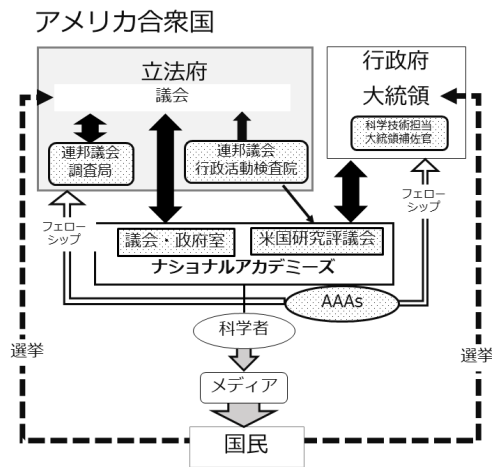 アメリカ合衆国
立法府
議会
行政府
大統領
科学技術担当
大統領補佐官
連邦議会
調査局
連邦議会
行政活動検査院
フェロー
シップ
フェロー
シップ
議会・政府室
米国研究評議会
ナショナルアカデミーズ
AAAs
科学者
選挙
選挙
メディア
国民